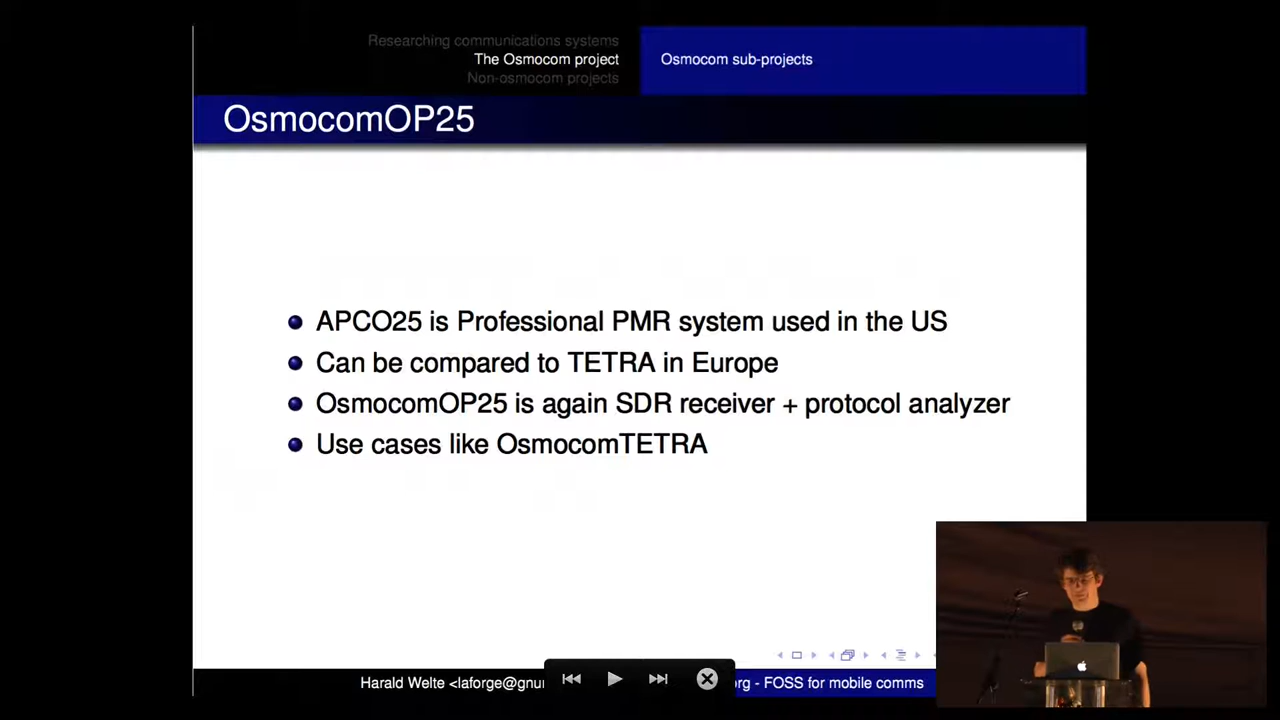 Researching communications systems
The Osmocom project
Non-osmocom projects
Osmocom sub-projects
OsmocomOP25
APCO25 is Professional PMR system used in the US
Can be compared to TETRA in Europe
OsmocomOP25 is again SDR receiver + protocol analyzer
Use cases like OsmocomTETRA
Harald Welte <laforge@gnu
org - FOSS for mobile comms